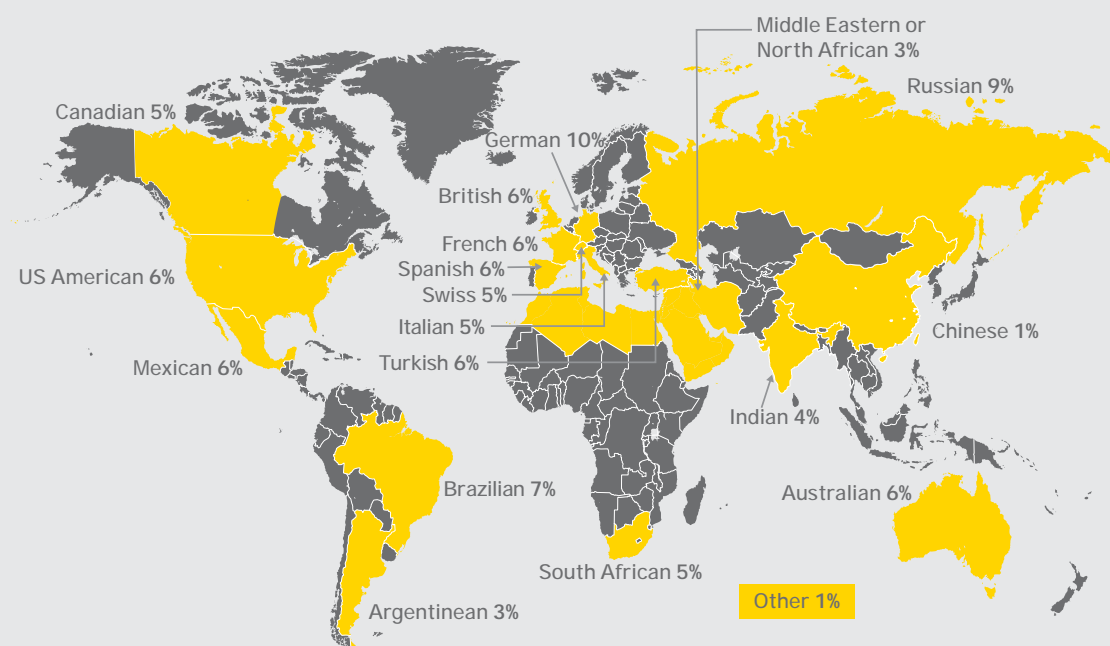 Middle Eastern or
North African 3%
Russian 9%
Canadian 5%
German 10%
British 6%
French 6%
US American 6%
Spanish 6%
Swiss 5%
Italian 5%
Chinese 1%
Mexican 6%
Turkish 6%
Indian 4%
Brazilian 7%
Australian 6%
South African 5%
Other 1%
Argentinean 3%